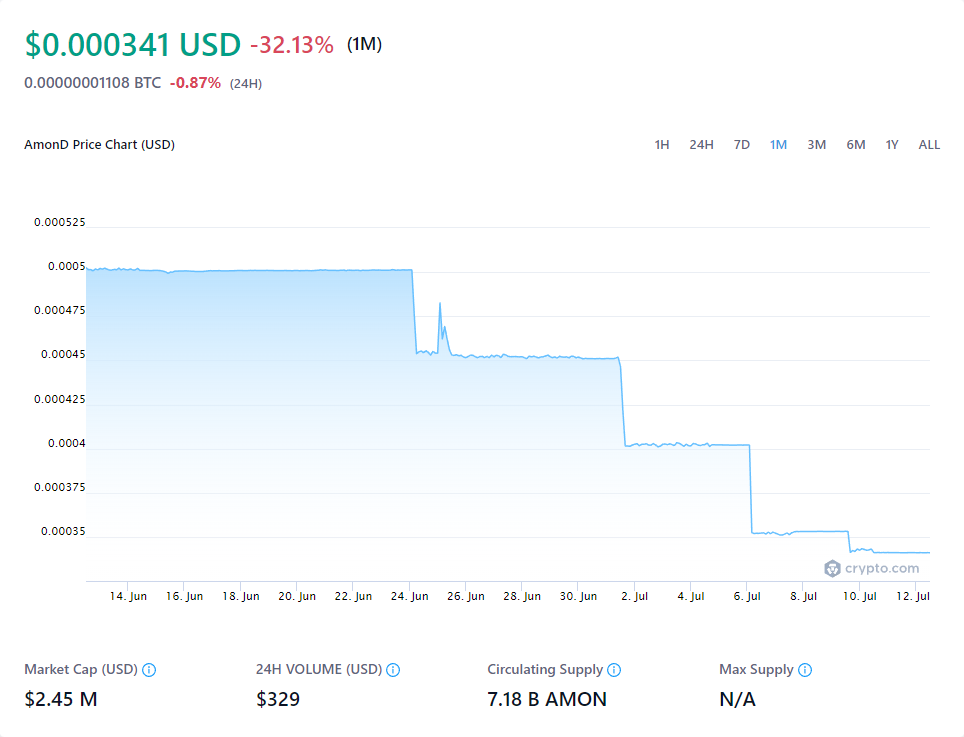 $0.000341 USD -32.13% (1M)
0.00000001108 BTC -0.87% (24H)
AmonD Price Chart (USD) 1H 24H 7D 1M 3M 6M 1Y ALL
0.000525
0.0005
0.000475
0.00045
0.000425
0.0004
0.000375
0.00035
crypto.com
14. Jun 16. Jun 18. Jun 20. Jun 22. Jun 24. Jun 26. Jun 28. Jun 30. Jun 2. Jul 4. Jul 6. Jul 8. Jul 10. Jul 12. Jul
Market Cap (USD) 24H VOLUME (USD) Circulating Supply Max Supply
$2.45 M $329 7.18 B AMON N/A